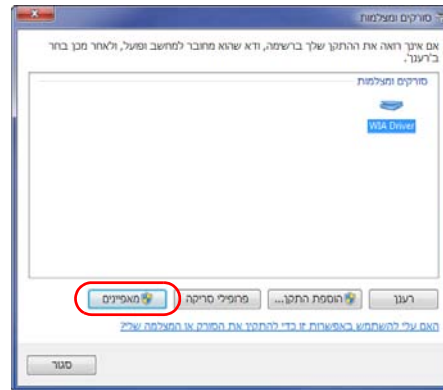 סורקים ומצלמות
אם אינך רואה את ההתקן שלך ברשימה, ודא שהוא מחובר למחשב ופועל, ולאחר מכן בחר
ב'רענן'.
סורקים ומצלמות
WIA Driver
רענן הוספת התקן... פרופילי סריקה מאפיינים
האם עלי להשתמש באפשרות זו כדי להתקין את הסורק או המצלמה שלי?
סגור